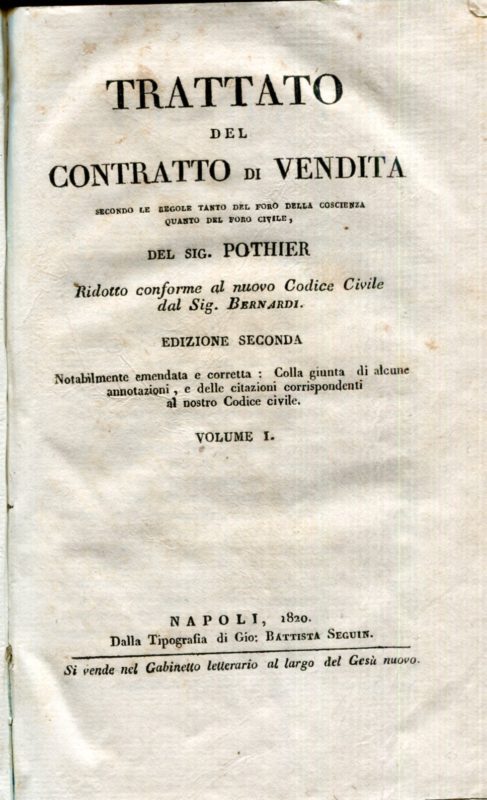 TRATTATO
DEL
CONTRATTO DI VENDITA
SECONDO LE REGOLE TANTO DEL FORO DELLA COSCIENZA
QUANTO DEL FORO CIVILE,
DEL SIG. POTHIER
Ridotto conforme al nuovo Codice Civile
dal Sig. BERNARDI.
EDIZIONE SECONDA
Notabilmente emendata e corretta : Colla giunta di alcune
annotazioni, e delle citazioni corrispondenti
al nostro Codice civile.
VOLUME I.
NAPOLI, 1820.
Dalla Tipografia di Gio: BATTISTA SEGUIN.
Si vende nel Gabinetto letterario al largo del Gesù nuovo.